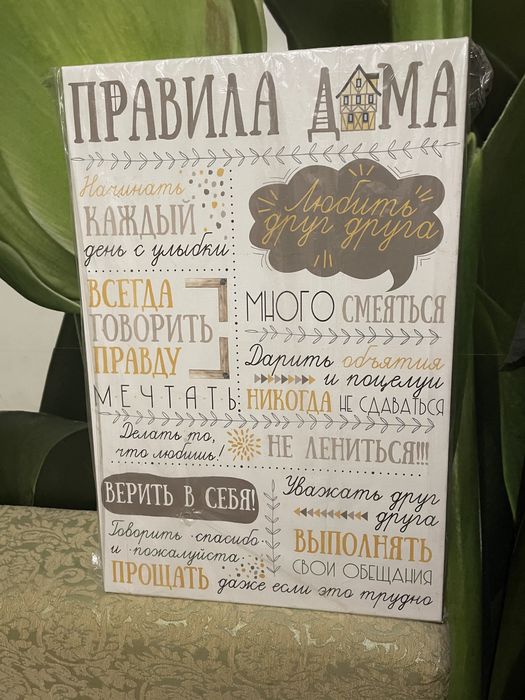 ПРАВИЛА ДОМА
Начинать
КАЖДЫЙ
день с улыбки
Любить
друг друга
ВСЕГДА
ГОВОРИТЬ
ПРАВДУ
МНОГО СМЕЯТЬСЯ
Дарить объятия
и поцелуи
МЕЧТАТЬ
НИКОГДА НЕ СДАВАТЬСЯ
Делать то,
что любишь!
НЕ ЛЕНИТЬСЯ!!!
ВЕРИТЬ В СЕБЯ!
Уважать друг
друга
Говорить спасибо
и пожалуйста
ВЫПОЛНЯТЬ
СВОИ ОБЕЩАНИЯ
ПРОЩАТЬ даже если это трудно